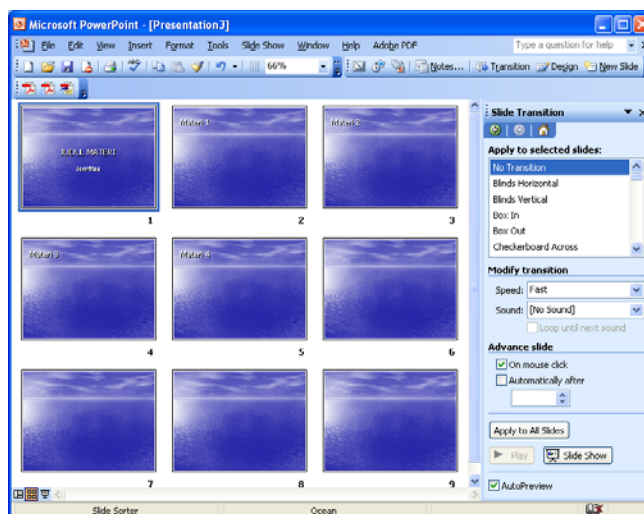 Microsoft PowerPoint - [Presentation3]
File Edit View Insert Format Tools Slide Show Window Help Adobe PDF Type a question for help
66% Notes... Transition Design New Slide
Slide Transition
Apply to selected slides:
No Transition
Blinds Horizontal
Blinds Vertical
Box In
Box Out
Checkerboard Across
Modify transition
Speed: Fast
Sound: [No Sound]
Loop until next sound
Advance slide
On mouse click
Automatically after
Apply to All Slides
Play Slide Show
AutoPreview
JUDUL MATERI
1
Materi 1
2
Materi 2
3
Materi 3
4
Materi 4
5
6
7
8
9
Slide Sorter Ocean